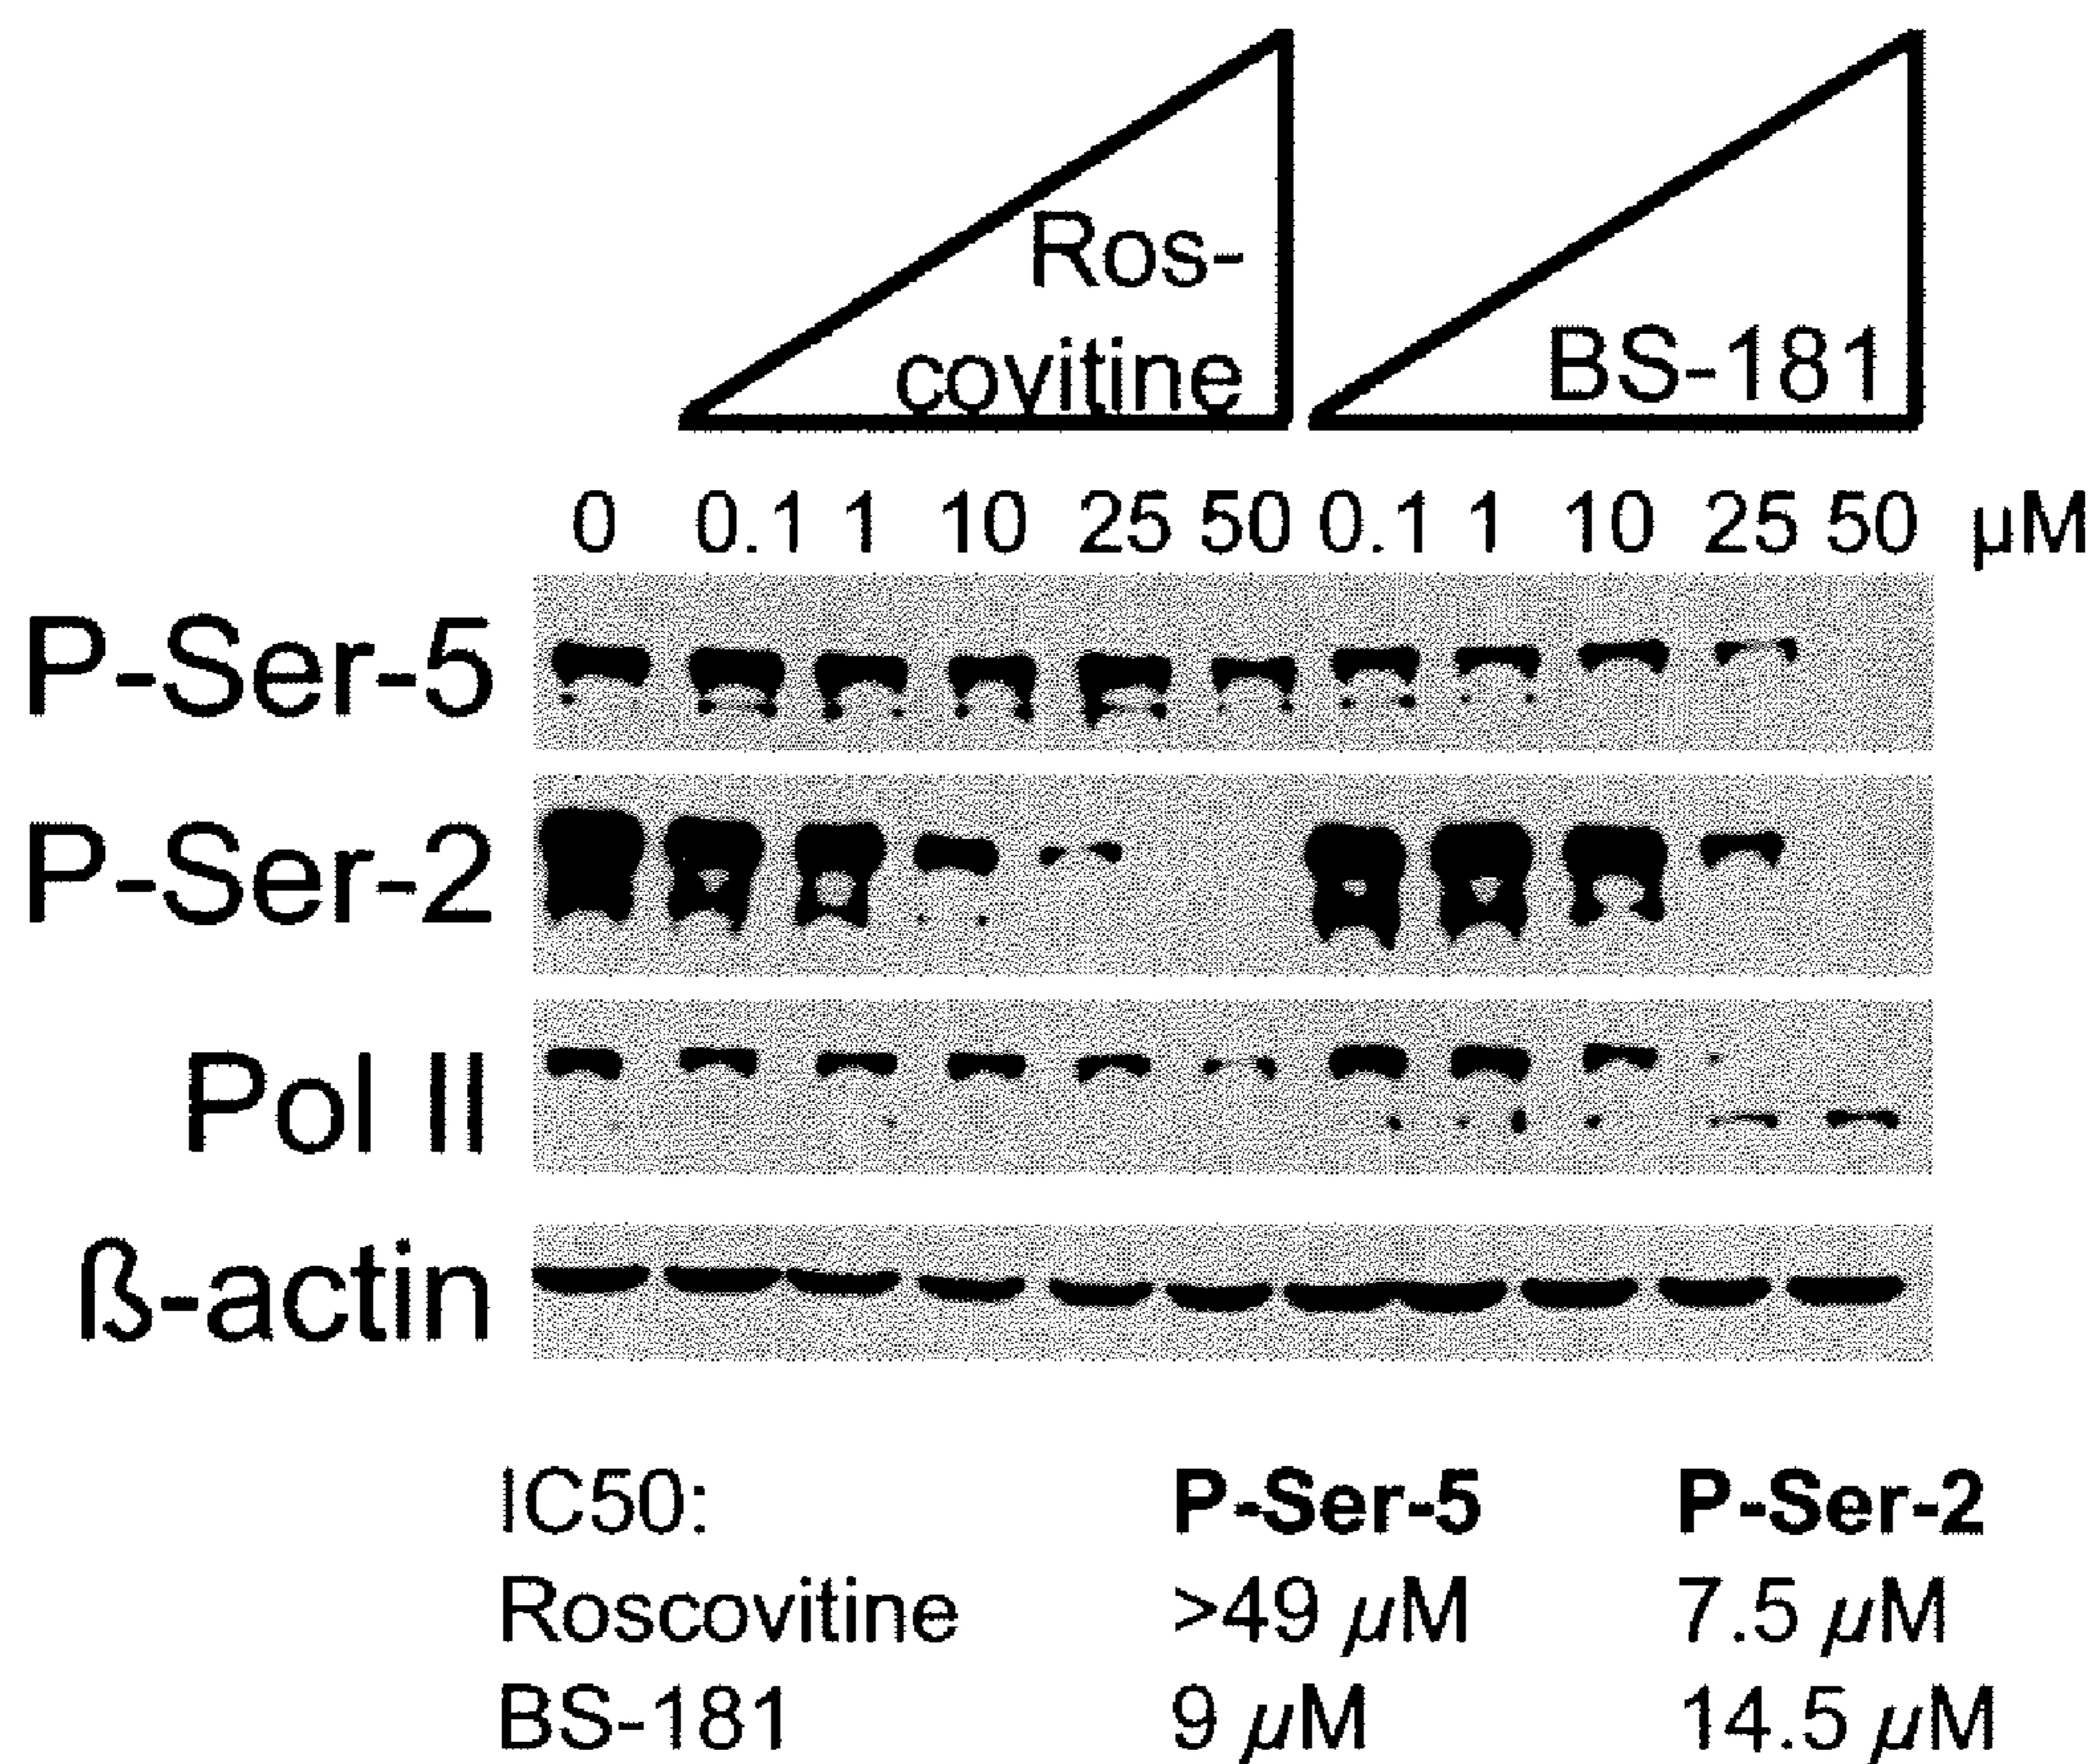 Ros-
covitine
BS-181
0 0.1 1 10 25 50 0.1 1 10 25 50 µM
P-Ser-5
P-Ser-2
Pol II
ß-actin
IC50: P-Ser-5 P-Ser-2
Roscovitine >49 µM 7.5 µM
BS-181 9 µM 14.5 µM